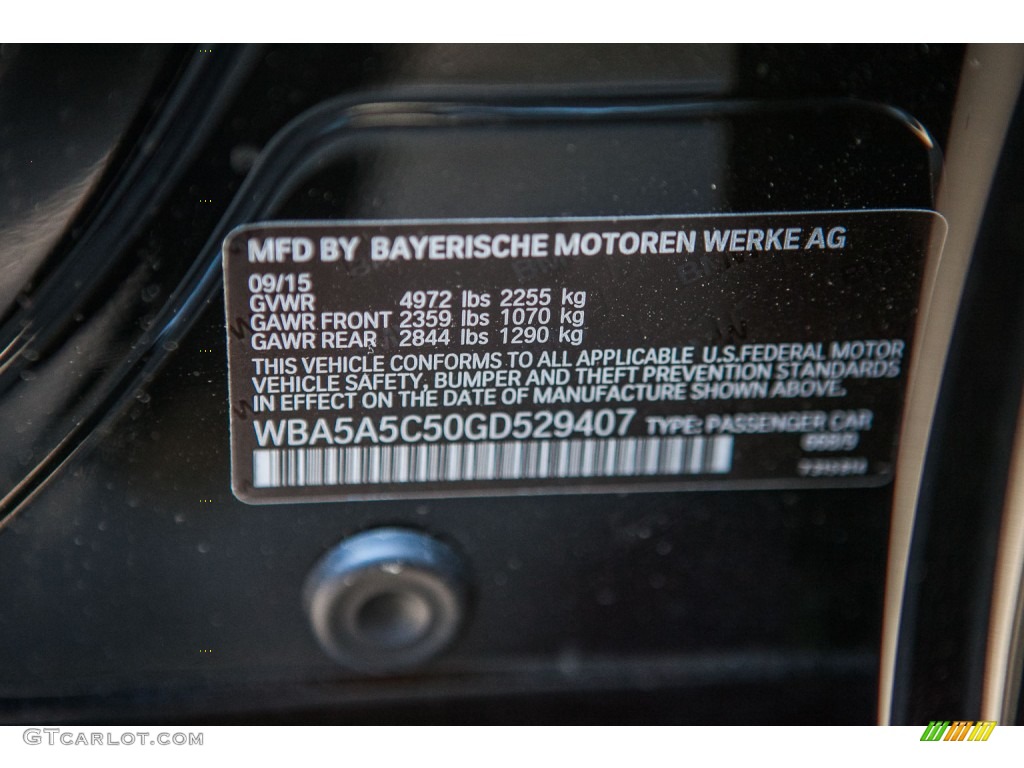 MFD BY BAYERISCHE MOTOREN WERKE AG
09/15
GVWR 4972 lbs 2255 kg
GAWR FRONT 2359 lbs 1070 kg
GAWR REAR 2844 lbs 1290 kg
THIS VEHICLE CONFORMS TO ALL APPLICABLE U.S.FEDERAL MOTOR
VEHICLE SAFETY, BUMPER AND THEFT PREVENTION STANDARDS
IN EFFECT ON THE DATE OF MANUFACTURE SHOWN ABOVE.
WBA5A5C50GD529407 TYPE: PASSENGER CAR
GTCARLOT.COM